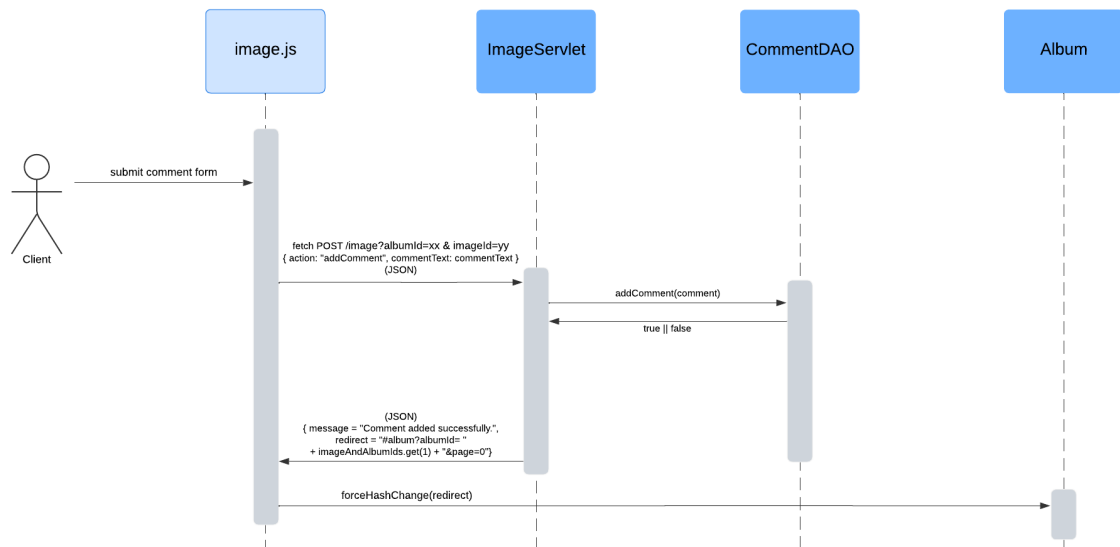 image.js
ImageServlet
CommentDAO
Album
submit comment form
Client
fetch POST /image?albumId=xx & imageId=yy
{ action: "addComment", commentText: commentText }
(JSON)
addComment(comment)
true || false
(JSON)
{ message = "Comment added successfully.",
redirect = "#album?albumId= "
+ imageAndAlbumIds.get(1) + "&page=0"}
forceHashChange(redirect)